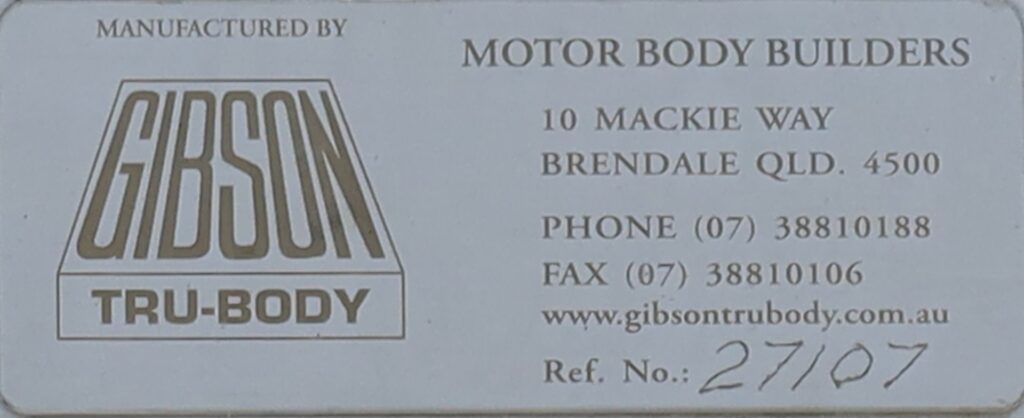 MANUFACTURED BY
GIBSON
TRU-BODY
MOTOR BODY BUILDERS
10 MACKIE WAY
BRENDALE QLD. 4500
PHONE (07) 38810188
FAX (07) 38810106
www.gibsontrubody.com.au
Ref. No.: 27107